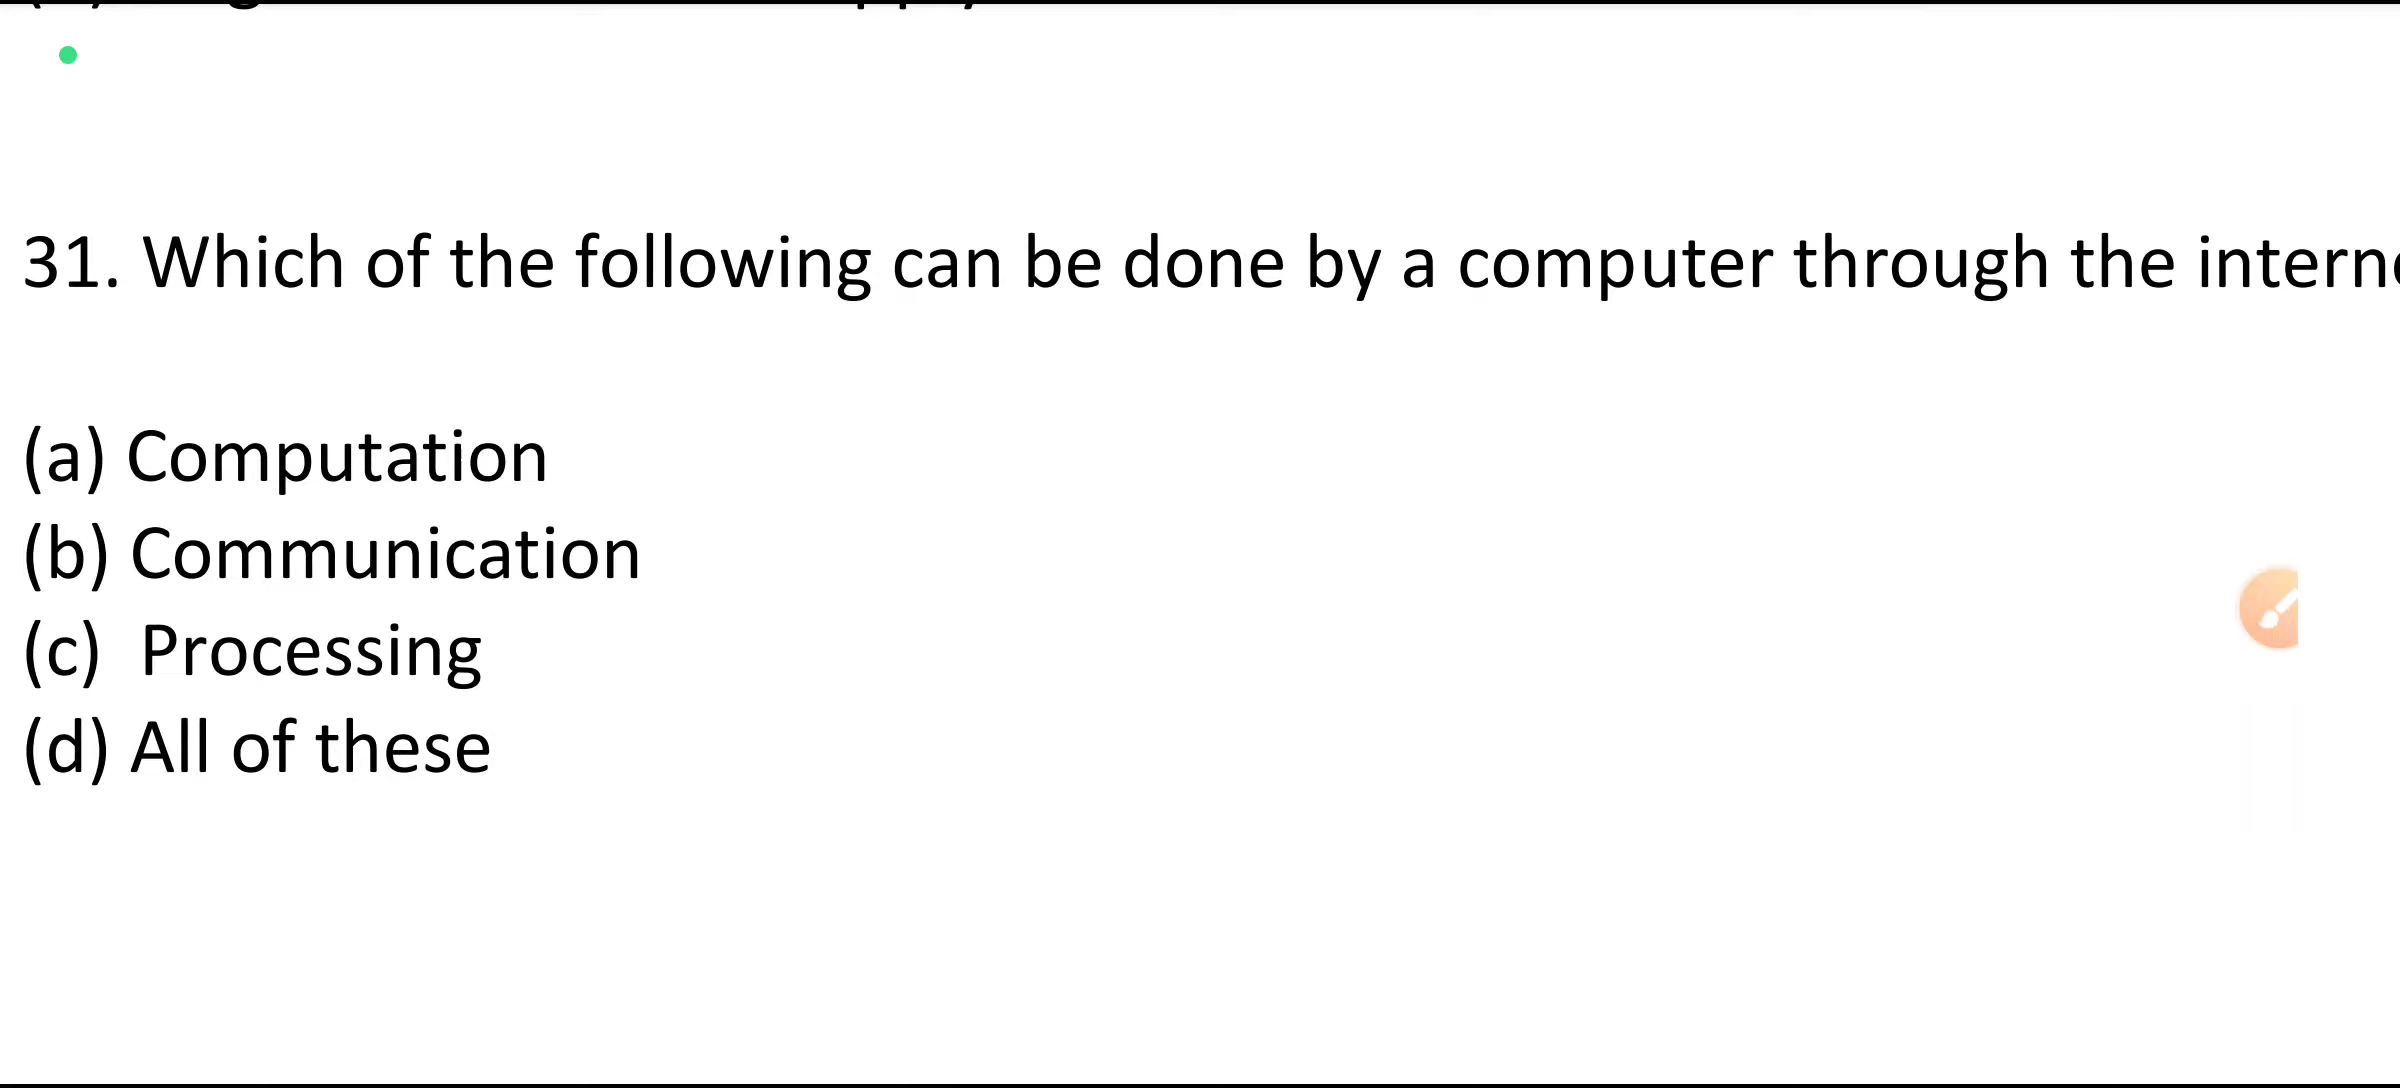 31. Which of the following can be done by a computer through the
(a) Computation
(b) Communication
(c) Processing
(d) All of these